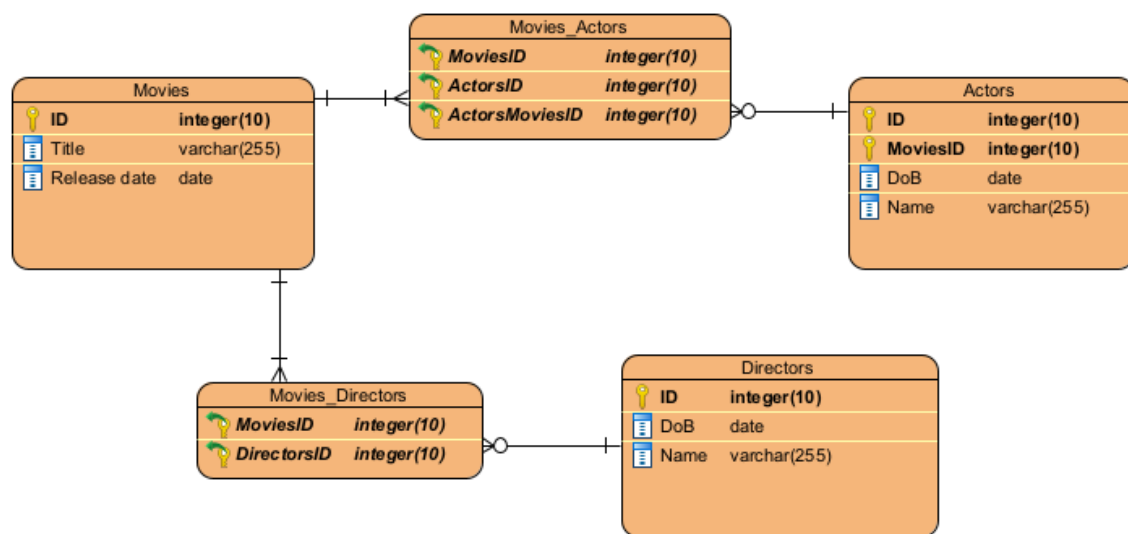 Movies_Actors
MoviesID integer(10)
ActorsID integer(10)
ActorsMoviesID integer(10)
Movies
ID integer(10)
Title varchar(255)
Release date date
Actors
ID integer(10)
MoviesID integer(10)
DoB date
Name varchar(255)
Movies_Directors
MoviesID integer(10)
DirectorsID integer(10)
Directors
ID integer(10)
DoB date
Name varchar(255)